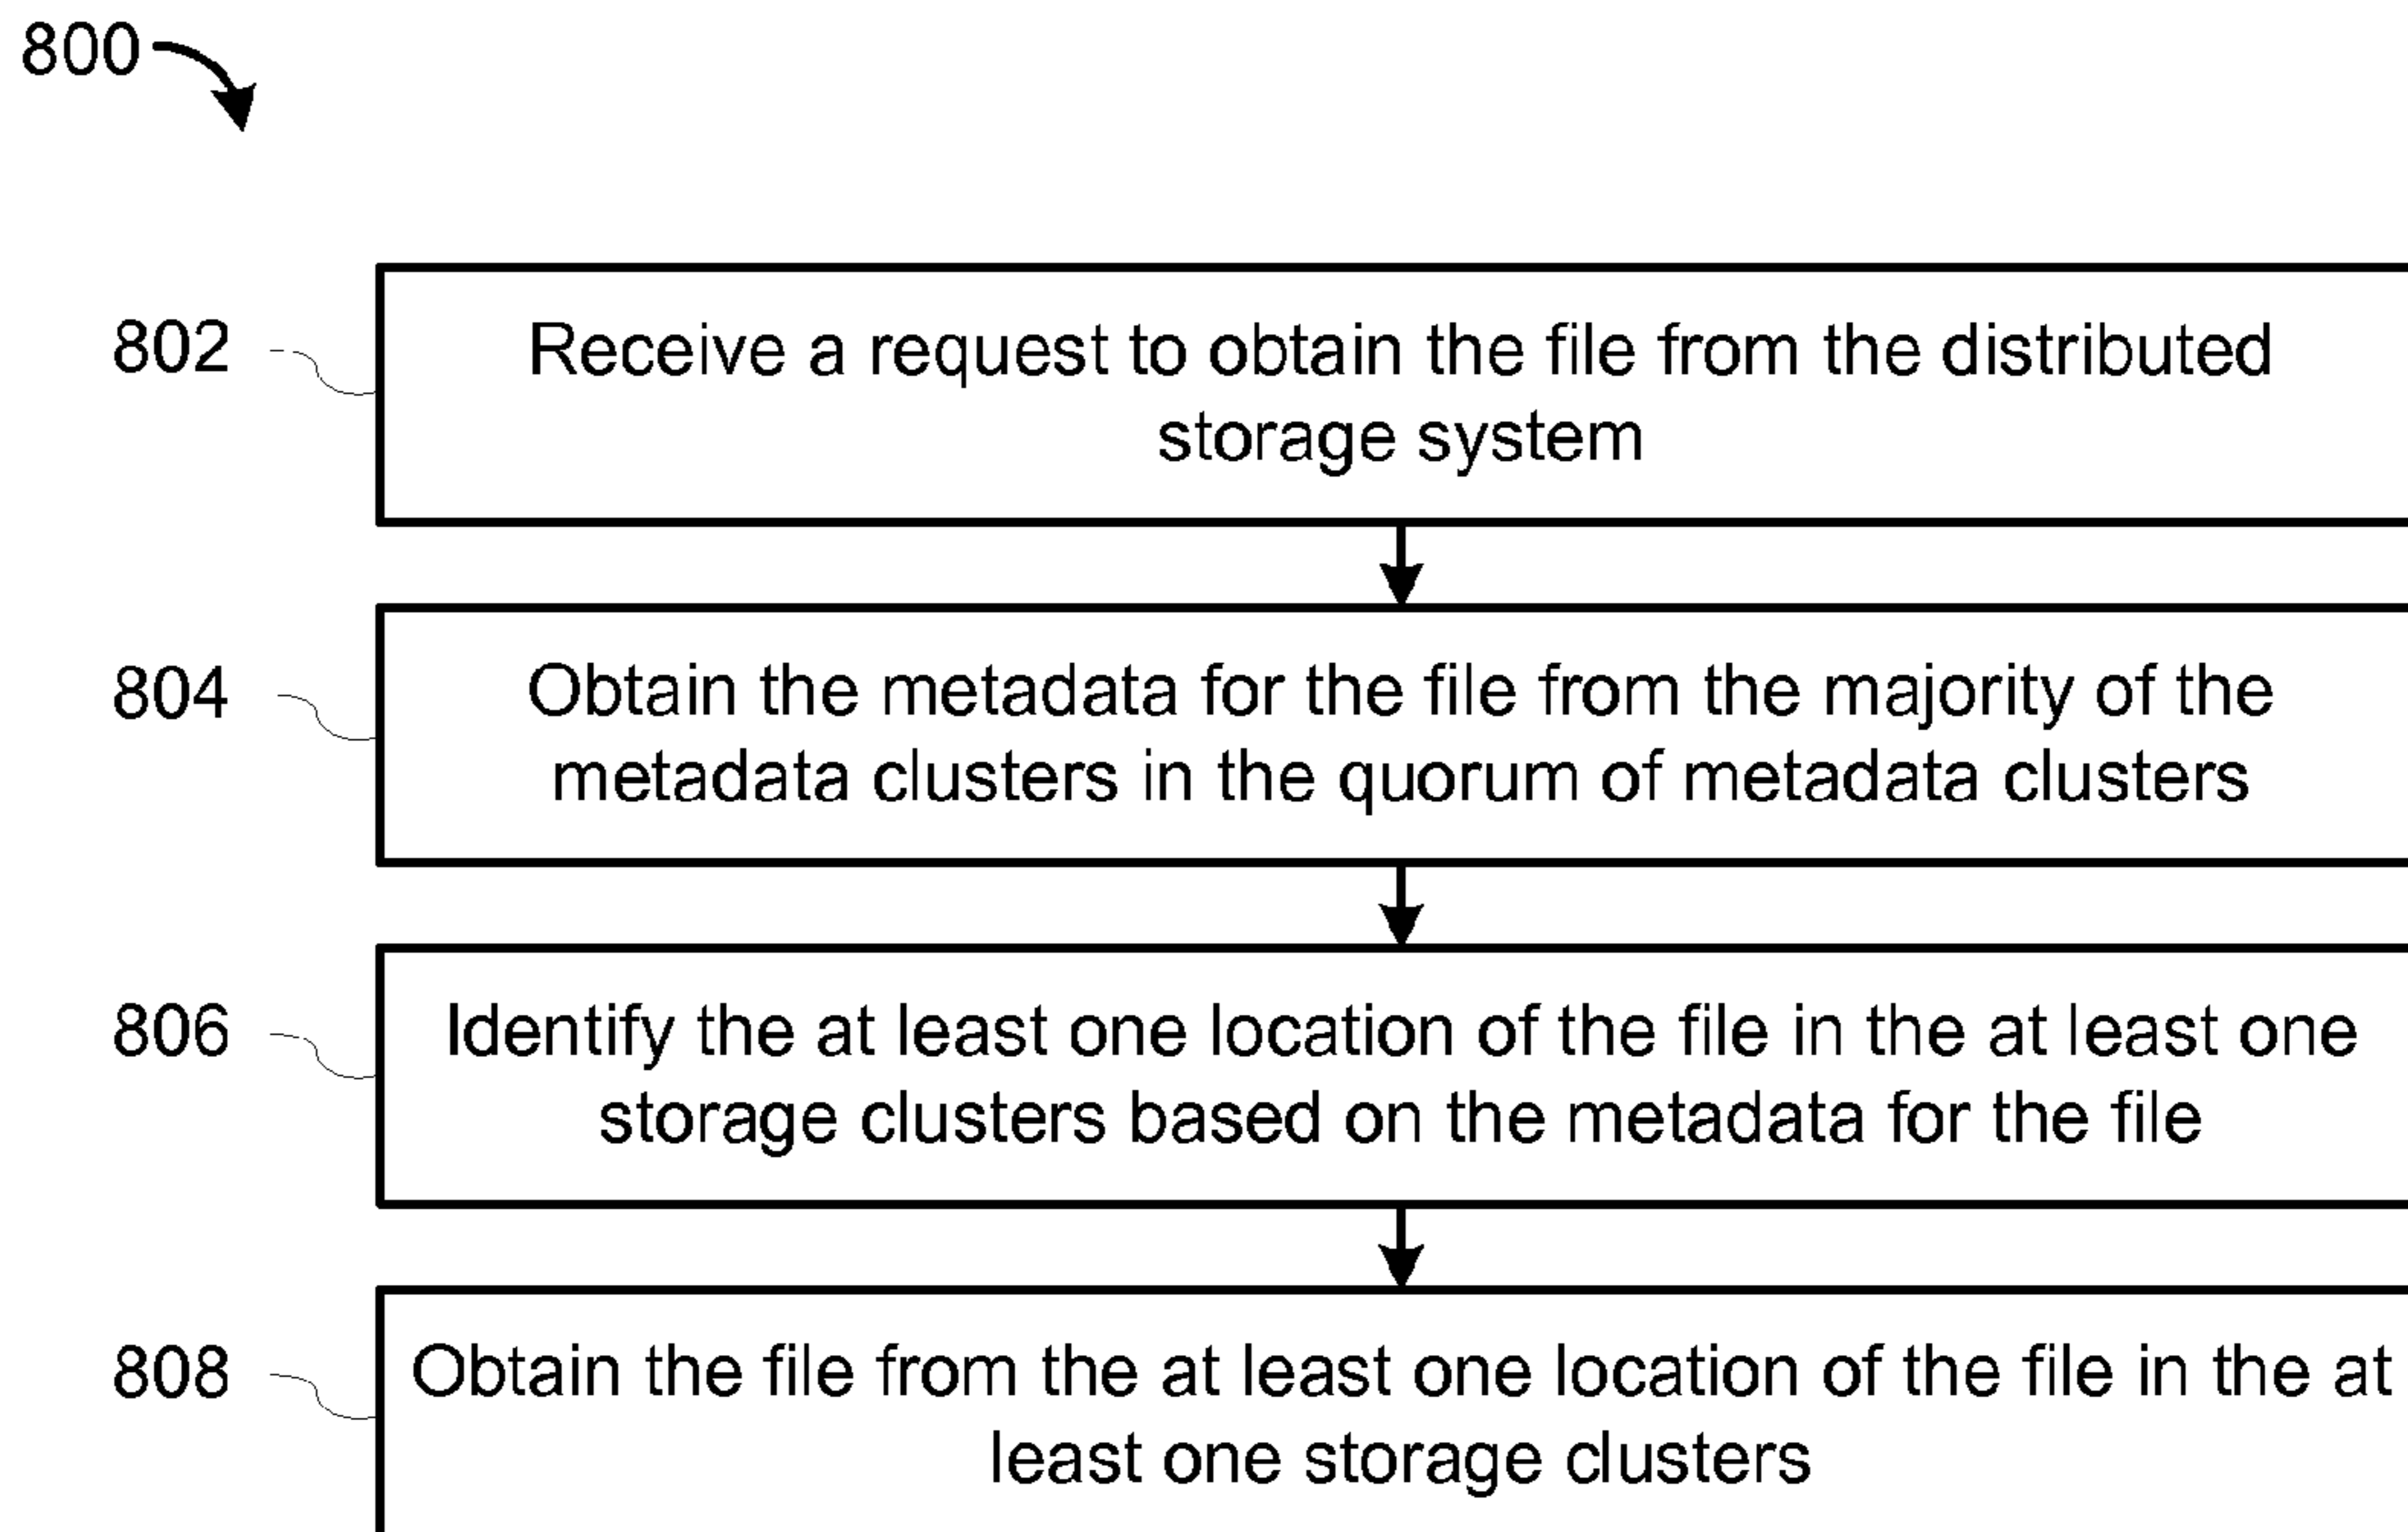 800
802
Receive a request to obtain the file from the distributed
storage system
804
Obtain the metadata for the file from the majority of the
metadata clusters in the quorum of metadata clusters
806
Identify the at least one location of the file in the at least one
storage clusters based on the metadata for the file
808
Obtain the file from the at least one location of the file in the at
least one storage clusters